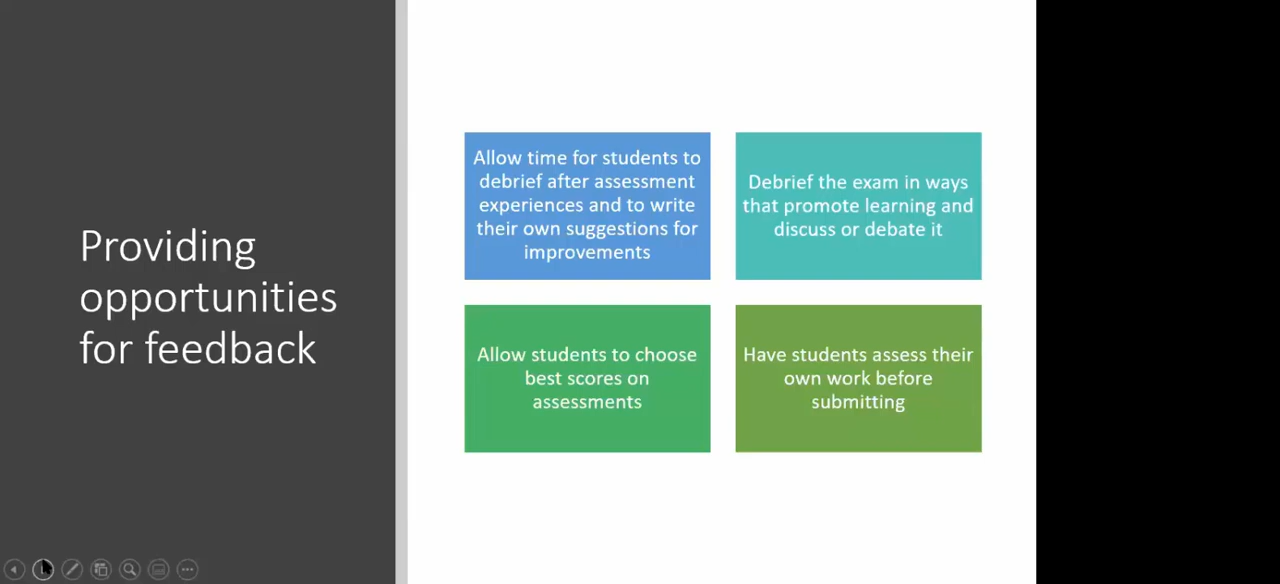 Providing
opportunities
for feedback
Allow time for students to
debrief after assessment
experiences and to write
their own suggestions for
improvements
Debrief the exam in ways
that promote learning and
discuss or debate it
Allow students to choose
best scores on
assessments
Have students assess their
own work before
submitting